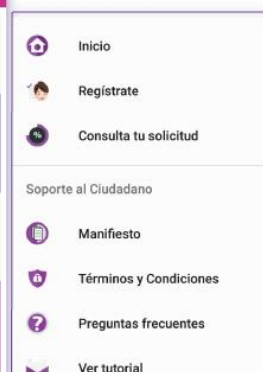 Inicio
Regístrate
%
Consulta tu solicitud
Soporte al Ciudadano
Manifiesto
Términos y Condiciones
?
Preguntas frecuentes
Ver tutorial